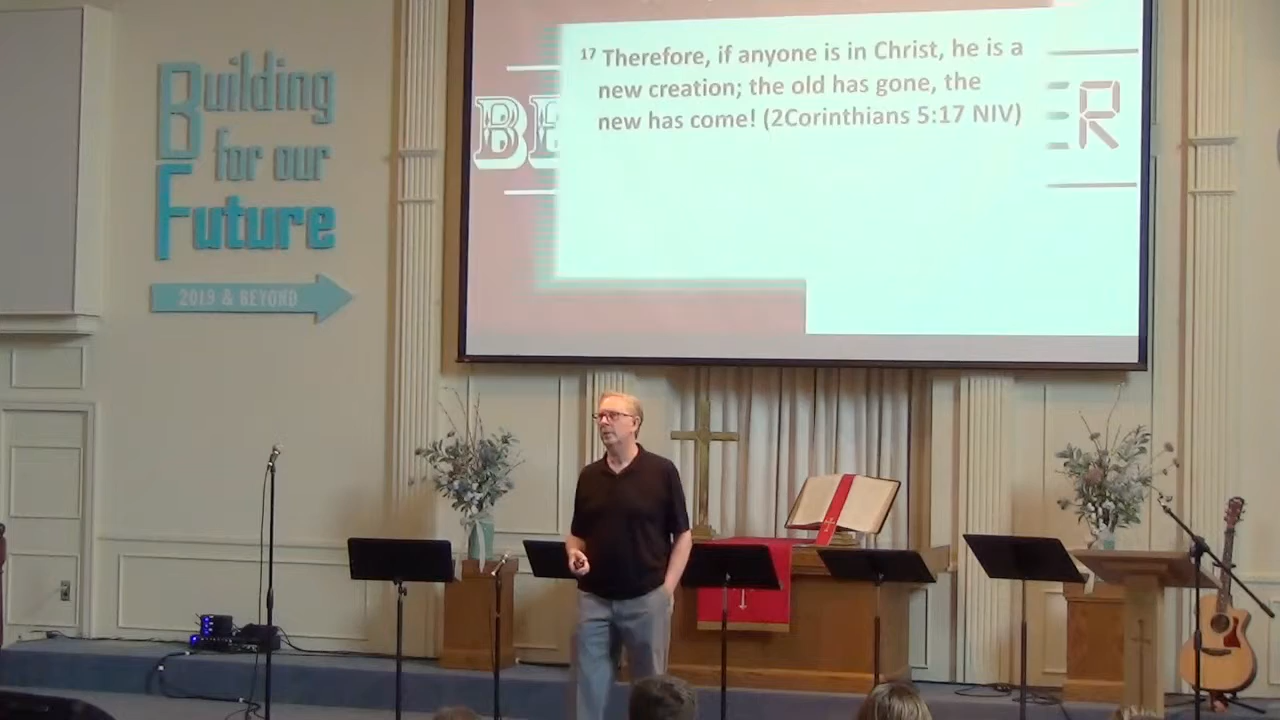 Building
for our
Future
2019 & BEYOND
17 Therefore, if anyone is in Christ, he is a
new creation; the old has gone, the
new has come! (2Corinthians 5:17 NIV)